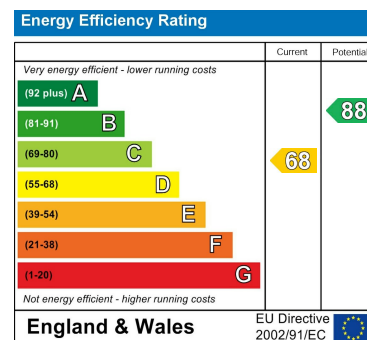 Energy Efficiency Rating
Current Potential
Very energy efficient - lower running costs
(92 plus) A
(81-91) B
88
(69-80) C
68
(55-68) D
(39-54) E
(21-38) F
(1-20) G
Not energy efficient - higher running costs
England & Wales
EU Directive
2002/91/EC